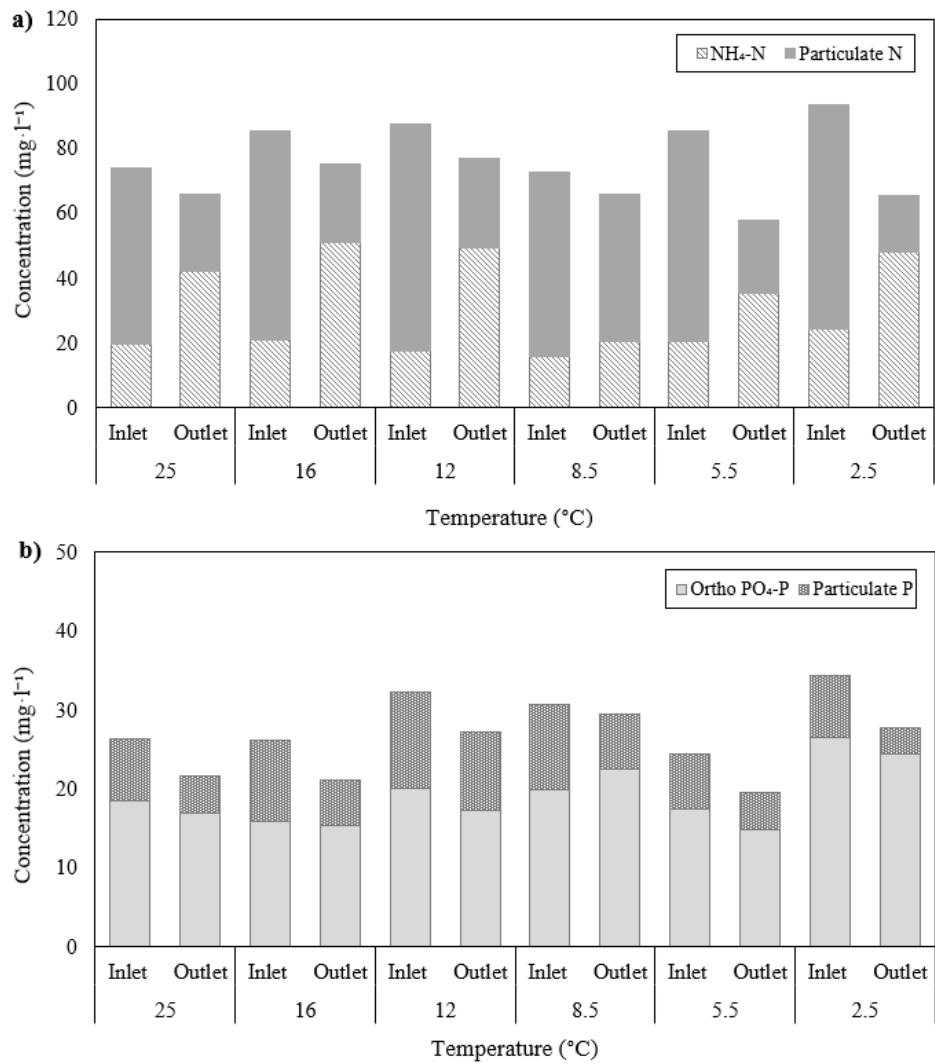 a)
120
100
80
60
40
20
0
Concentration (mg·l⁻¹)
NH₄-N Particulate N
Inlet Outlet Inlet Outlet Inlet Outlet Inlet Outlet Inlet Outlet Inlet Outlet
25 16 12 8.5 5.5 2.5
Temperature (°C)
b)
50
40
30
20
10
0
Concentration (mg·l⁻¹)
Ortho PO₄-P Particulate P
Inlet Outlet Inlet Outlet Inlet Outlet Inlet Outlet Inlet Outlet Inlet Outlet
25 16 12 8.5 5.5 2.5
Temperature (°C)